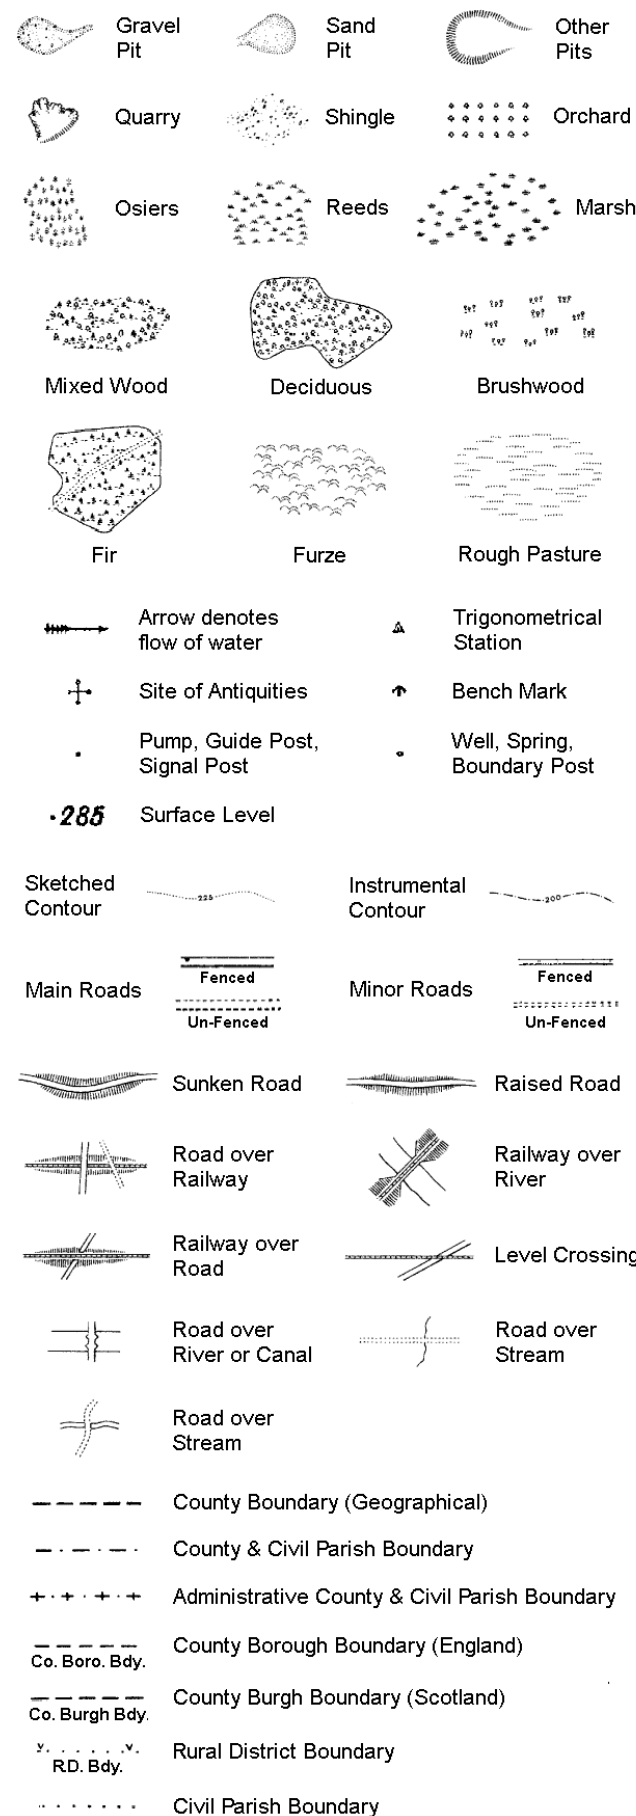 Gravel
Pit
Sand
Pit
Other
Pits
Quarry
Shingle
Orchard
Osiers
Reeds
Marsh
Mixed Wood
Deciduous
Brushwood
Fir
Furze
Rough Pasture
Arrow denotes
flow of water
Trigonometrical
Station
Site of Antiquities
Bench Mark
Pump, Guide Post,
Signal Post
Well, Spring,
Boundary Post
·285
Surface Level
Sketched
Contour
225
Instrumental
Contour
200
Main Roads
Fenced
Un-Fenced
Minor Roads
Fenced
Un-Fenced
Sunken Road
Raised Road
Road over
Railway
Railway over
River
Railway over
Road
Level Crossing
Road over
River or Canal
Road over
Stream
Road over
Stream
County Boundary (Geographical)
County & Civil Parish Boundary
Administrative County & Civil Parish Boundary
Co. Boro. Bdy.
County Borough Boundary (England)
Co. Burgh Bdy.
County Burgh Boundary (Scotland)
R.D. Bdy.
Rural District Boundary
Civil Parish Boundary